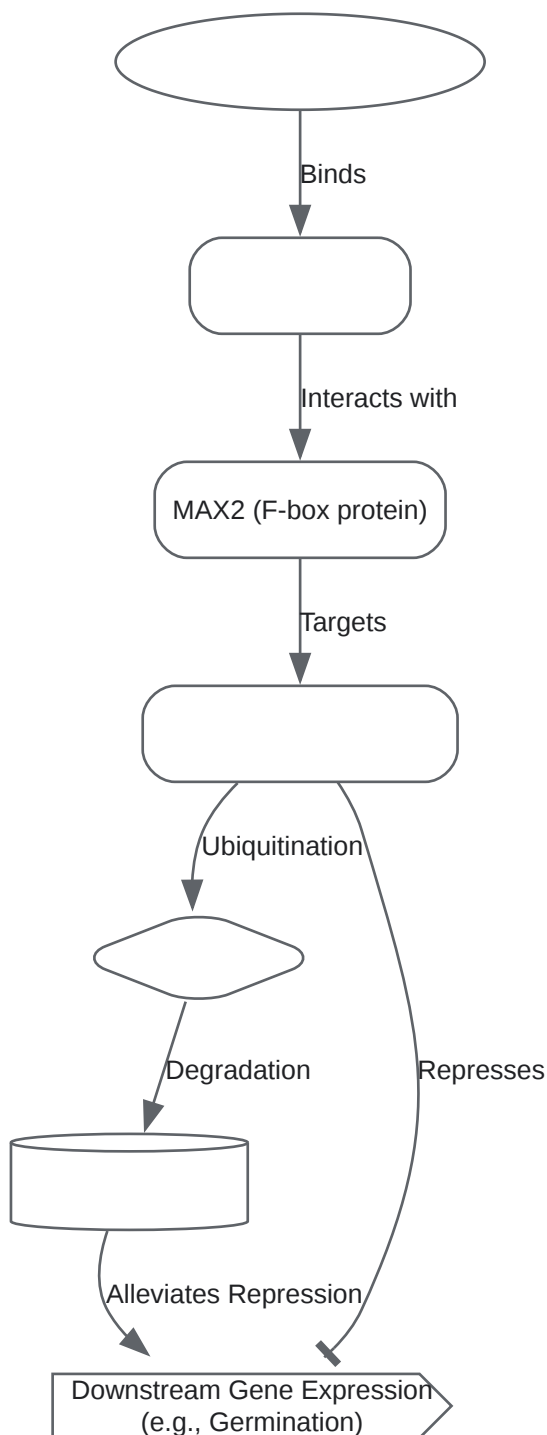 Binds
Interacts with
MAX2 (F-box protein)
Targets
Ubiquitination
Degradation
Represses
Alleviates Repression
Downstream Gene Expression
(e.g., Germination)